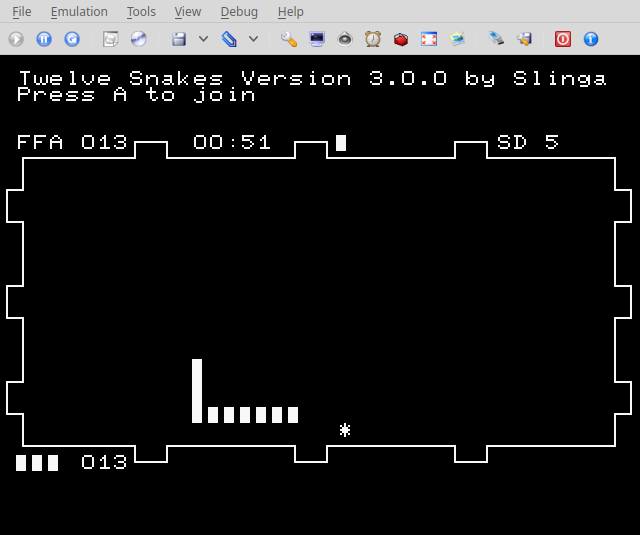 File Emulation Tools View Debug Help
Twelve Snakes Version 3.0.0 by Slinga
Press A to join
FFA 013 00:51 SD 5
013